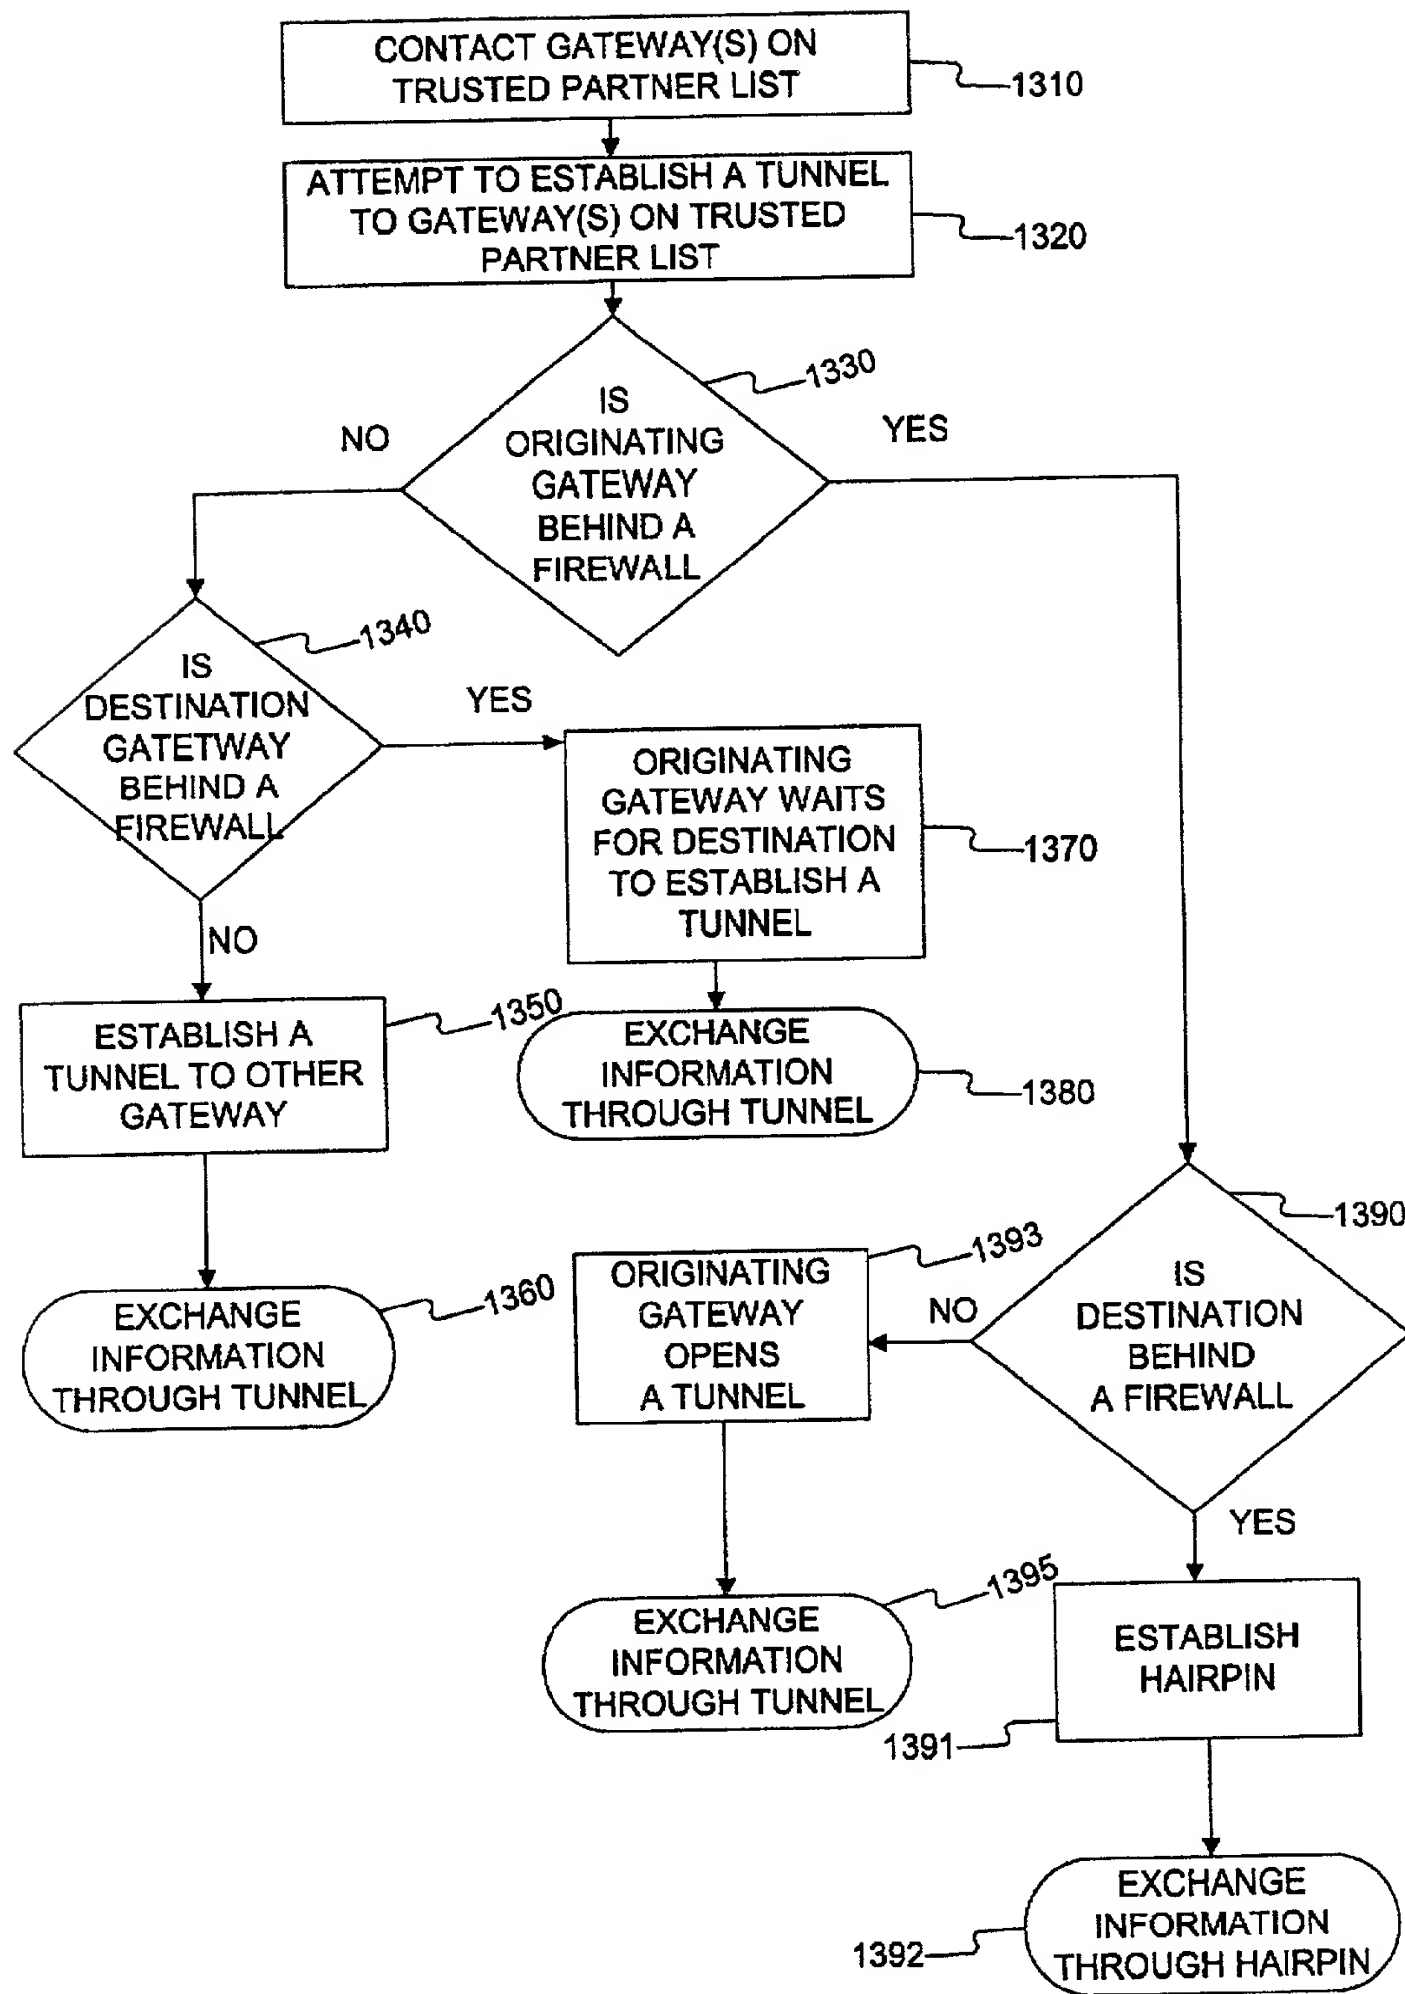 CONTACT GATEWAY(S) ON
TRUSTED PARTNER LIST
1310
ATTEMPT TO ESTABLISH A TUNNEL
TO GATEWAY(S) ON TRUSTED
PARTNER LIST
1320
1330
IS
ORIGINATING
GATEWAY
BEHIND A
FIREWALL
NO
YES
1340
IS
DESTINATION
GATETWAY
BEHIND A
FIREWALL
YES
NO
ORIGINATING
GATEWAY WAITS
FOR DESTINATION
TO ESTABLISH A
TUNNEL
1370
1350
ESTABLISH A
TUNNEL TO OTHER
GATEWAY
EXCHANGE
INFORMATION
THROUGH TUNNEL
1380
1360
EXCHANGE
INFORMATION
THROUGH TUNNEL
1390
IS
DESTINATION
BEHIND
A FIREWALL
NO
YES
1393
ORIGINATING
GATEWAY
OPENS
A TUNNEL
1395
EXCHANGE
INFORMATION
THROUGH TUNNEL
ESTABLISH
HAIRPIN
1391
EXCHANGE
INFORMATION
THROUGH HAIRPIN
1392